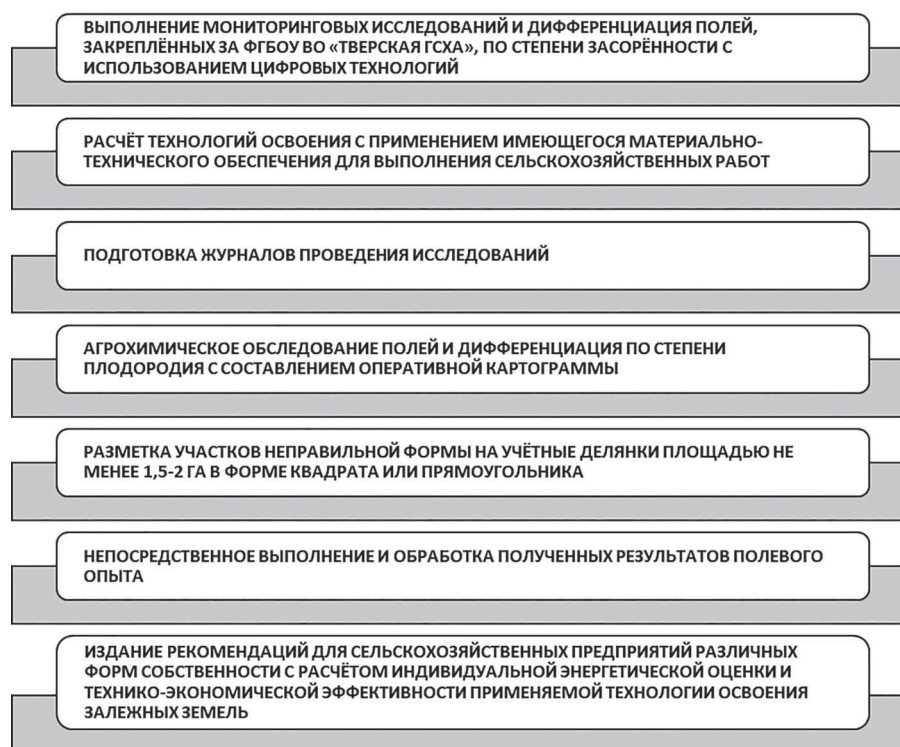 ВЫПОЛНЕНИЕ МОНИТОРИНГОВЫХ ИССЛЕДОВАНИЙ И ДИФФЕРЕНЦИАЦИЯ ПОЛЕЙ,
ЗАКРЕПЛЁННЫХ ЗА ФГБОУ ВО «ТВЕРСКАЯ ГСХА», ПО СТЕПЕНИ ЗАСОРЁННОСТИ С
ИСПОЛЬЗОВАНИЕМ ЦИФРОВЫХ ТЕХНОЛОГИЙ
РАСЧЁТ ТЕХНОЛОГИЙ ОСВОЕНИЯ С ПРИМЕНЕНИЕМ ИМЕЮЩЕГОСЯ МАТЕРИАЛЬНО-
ТЕХНИЧЕСКОГО ОБЕСПЕЧЕНИЯ ДЛЯ ВЫПОЛНЕНИЯ СЕЛЬСКОХОЗЯЙСТВЕННЫХ РАБОТ
ПОДГОТОВКА ЖУРНАЛОВ ПРОВЕДЕНИЯ ИССЛЕДОВАНИЙ
АГРОХИМИЧЕСКОЕ ОБСЛЕДОВАНИЕ ПОЛЕЙ И ДИФФЕРЕНЦИАЦИЯ ПО СТЕПЕНИ
ПЛОДОРОДИЯ С СОСТАВЛЕНИЕМ ОПЕРАТИВНОЙ КАРТОГРАММЫ
РАЗМЕТКА УЧАСТКОВ НЕПРАВИЛЬНОЙ ФОРМЫ НА УЧЁТНЫЕ ДЕЛЯНКИ ПЛОЩАДЬЮ НЕ
МЕНЕЕ 1,5-2 ГА В ФОРМЕ КВАДРАТА ИЛИ ПРЯМОУГОЛЬНИКА
НЕПОСРЕДСТВЕННОЕ ВЫПОЛНЕНИЕ И ОБРАБОТКА ПОЛУЧЕННЫХ РЕЗУЛЬТАТОВ ПОЛЕВОГО
ОПЫТА
ИЗДАНИЕ РЕКОМЕНДАЦИЙ ДЛЯ СЕЛЬСКОХОЗЯЙСТВЕННЫХ ПРЕДПРИЯТИЙ РАЗЛИЧНЫХ
ФОРМ СОБСТВЕННОСТИ С РАСЧЁТОМ ИНДИВИДУАЛЬНОЙ ЭНЕРГЕТИЧЕСКОЙ ОЦЕНКИ И
ТЕХНИКО-ЭКОНОМИЧЕСКОЙ ЭФФЕКТИВНОСТИ ПРИМЕНЯЕМОЙ ТЕХНОЛОГИИ ОСВОЕНИЯ
ЗАЛЕЖНЫХ ЗЕМЕЛЬ